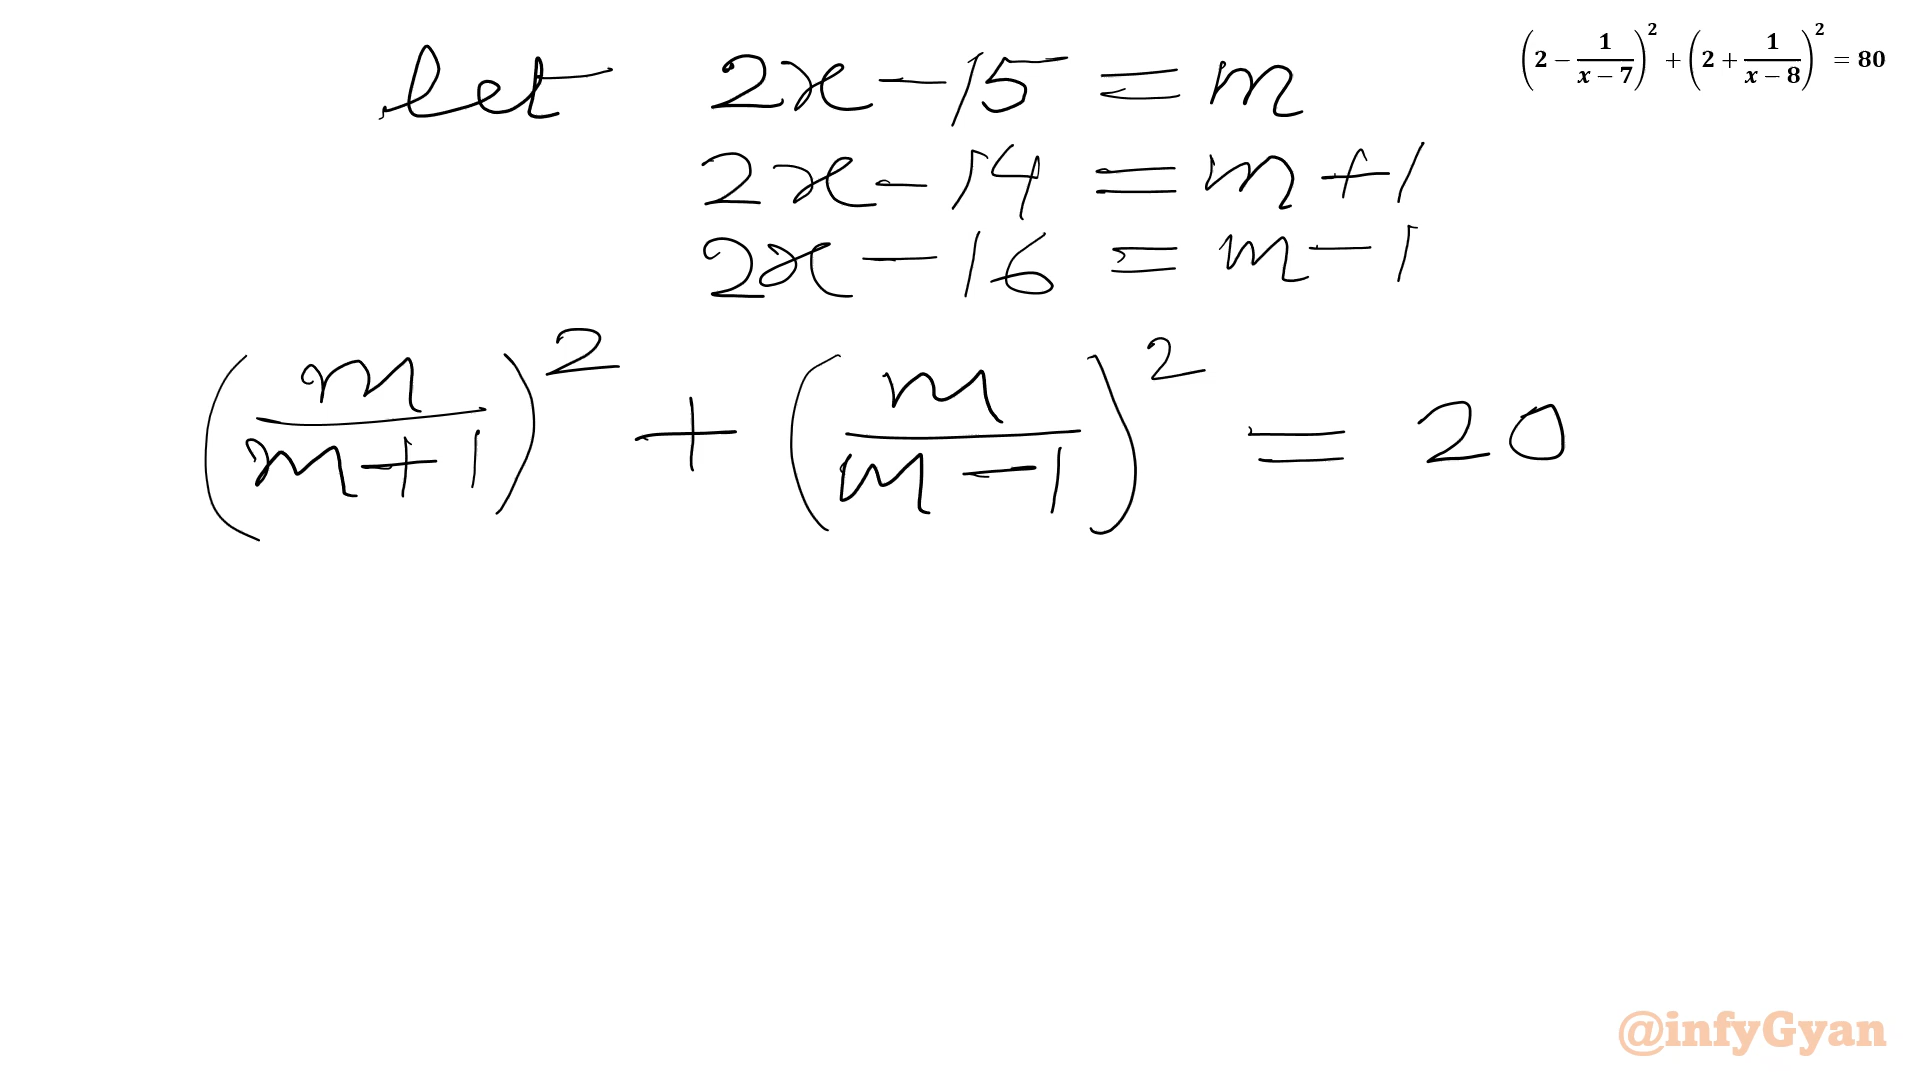 (2 − 1/(x − 7))² + (2 + 1/(x − 8))² = 80
let 2x − 15 = m
2x − 14 = m + 1
2x − 16 = m − 1
(m/(m + 1))² + (m/(m − 1))² = 20
@infyGyan